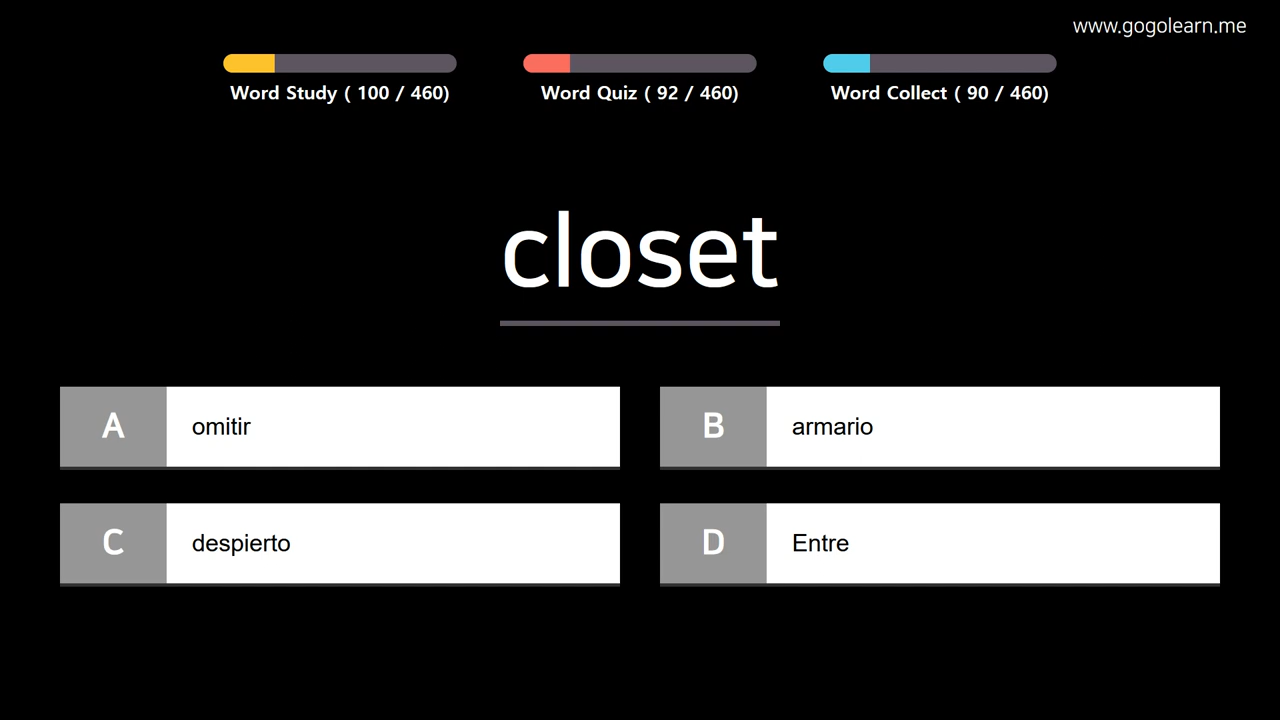 www.gogolearn.me
Word Study ( 100 / 460)
Word Quiz ( 92 / 460)
Word Collect ( 90 / 460)
closet
A omitir
B armario
C despierto
D Entre